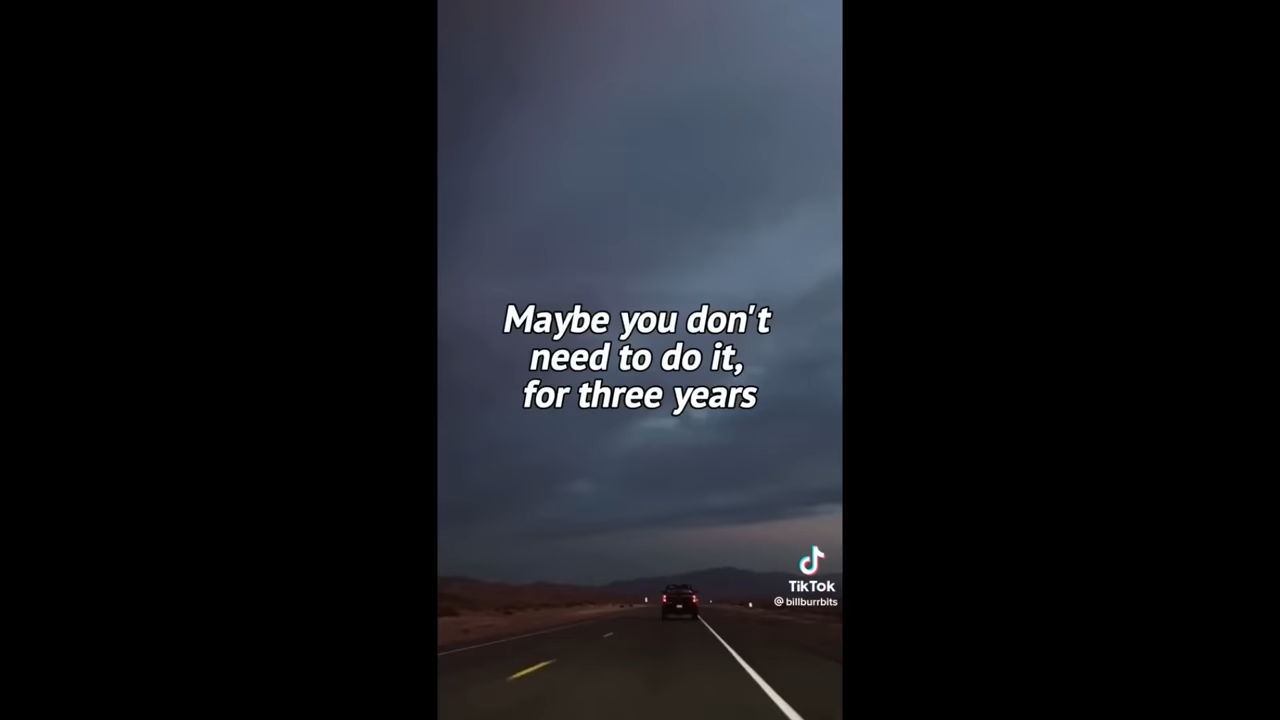 Maybe you don't
need to do it,
for three years
TikTok
@billburrbits